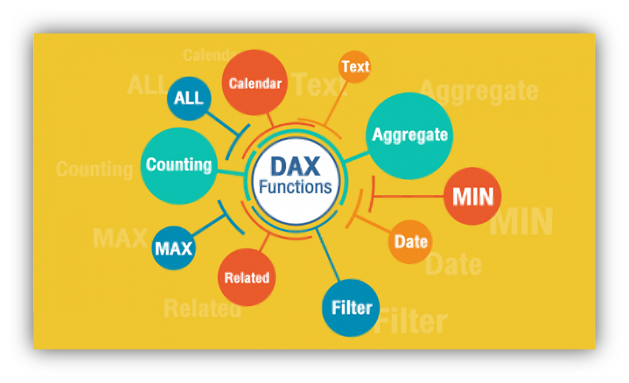 Calendar
ALL
Text
Aggregate
Counting
MAX
MIN
Date
Related
Filter
Calendar
Text
ALL
Aggregate
Counting
DAX
Functions
MIN
MAX
Date
Related
Filter